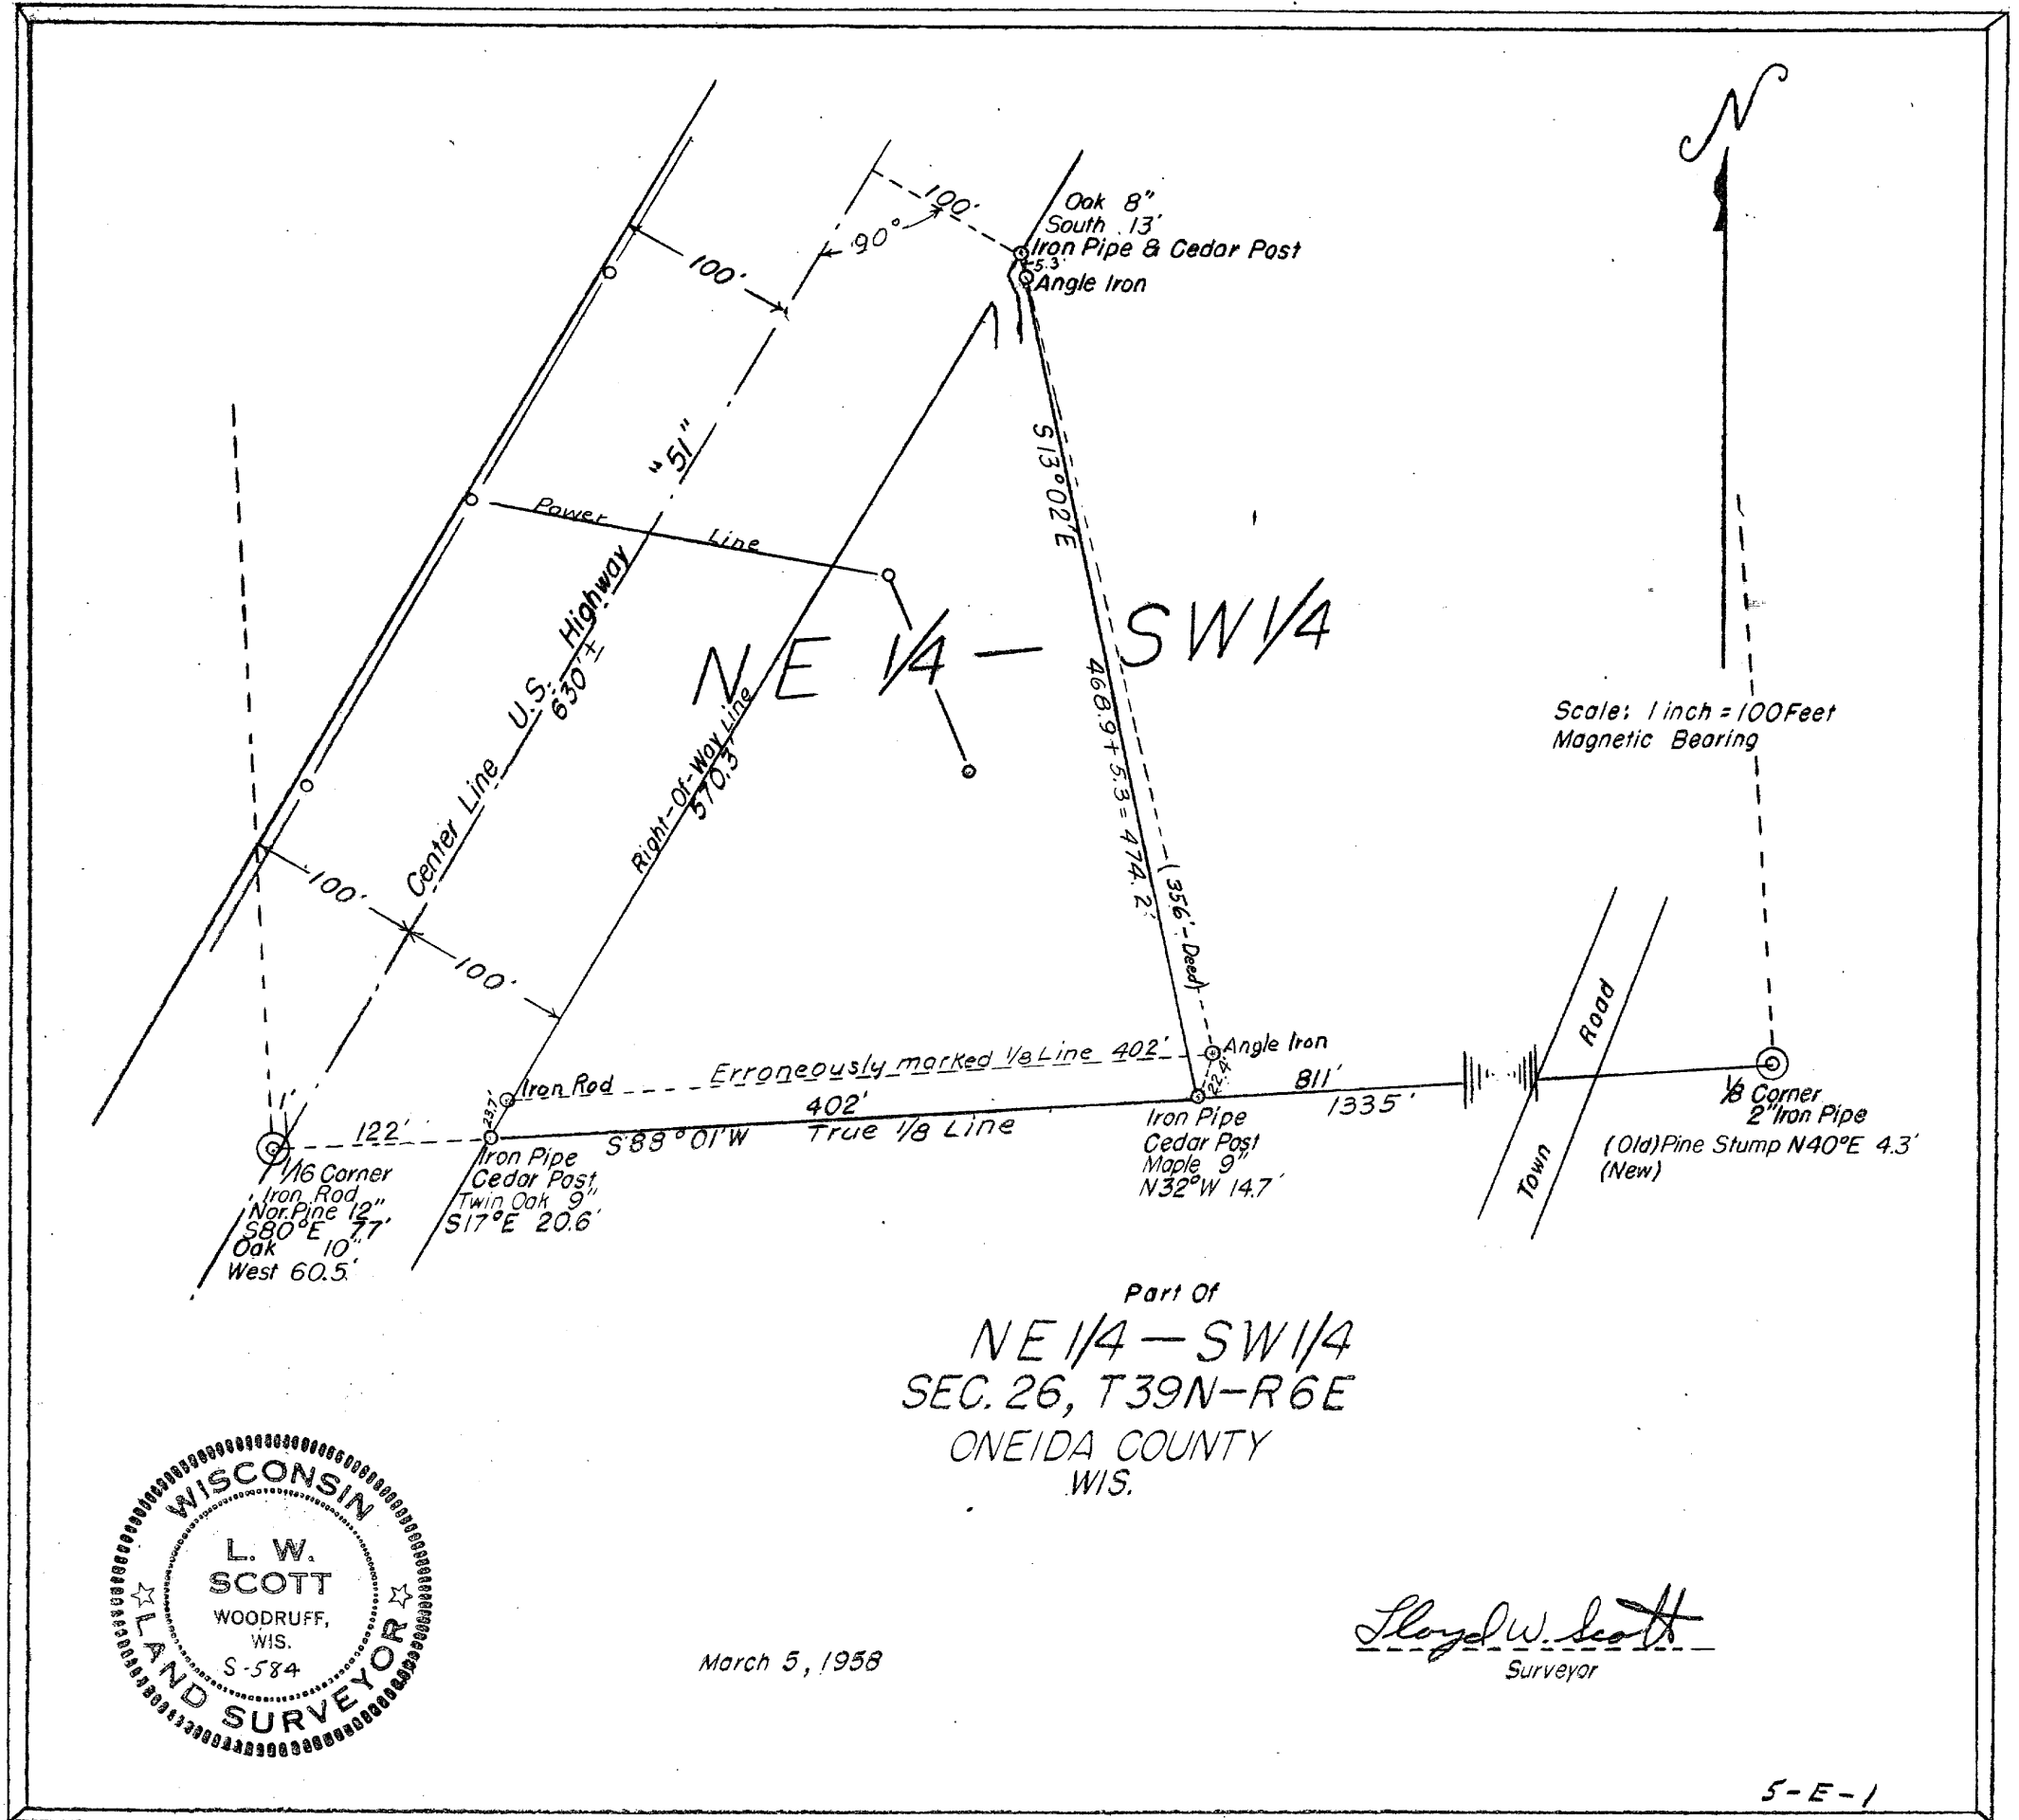 N
100'
90°
Oak 8"
South 13'
Iron Pipe & Cedar Post
5.3'
Angle Iron
100'
"51"
S13°02'E
Power Line
Center Line U.S. Highway
630'±
NE 1/4 — SW 1/4
Right-Of-Way Line
570.3'
468.9 + 5.3 = 474.2'
(356'-Deed)
Scale: 1 inch = 100 Feet
Magnetic Bearing
100'
100'
Town Road
Erroneously marked 1/8 Line 402'
Angle Iron
Iron Rod
22.4'
23.7'
1'
122'
402'
S88°01'W True 1/8 Line
811'
1335'
1/16 Corner
Iron Rod
Nor. Pine 12"
S80°E 77'
Oak 10"
West 60.5'
Iron Pipe
Cedar Post
Twin Oak 9"
S17°E 20.6'
Iron Pipe
Cedar Post
Maple 9"
N32°W 14.7'
1/8 Corner
2" Iron Pipe
(Old) Pine Stump N40°E 4.3'
(New)
Part Of
NE 1/4 — SW 1/4
SEC. 26, T39N-R6E
ONEIDA COUNTY
WIS.
WISCONSIN
L. W.
SCOTT
WOODRUFF,
WIS.
S-584
LAND SURVEYOR
March 5, 1958
Lloyd W. Scott
Surveyor
5-E-1